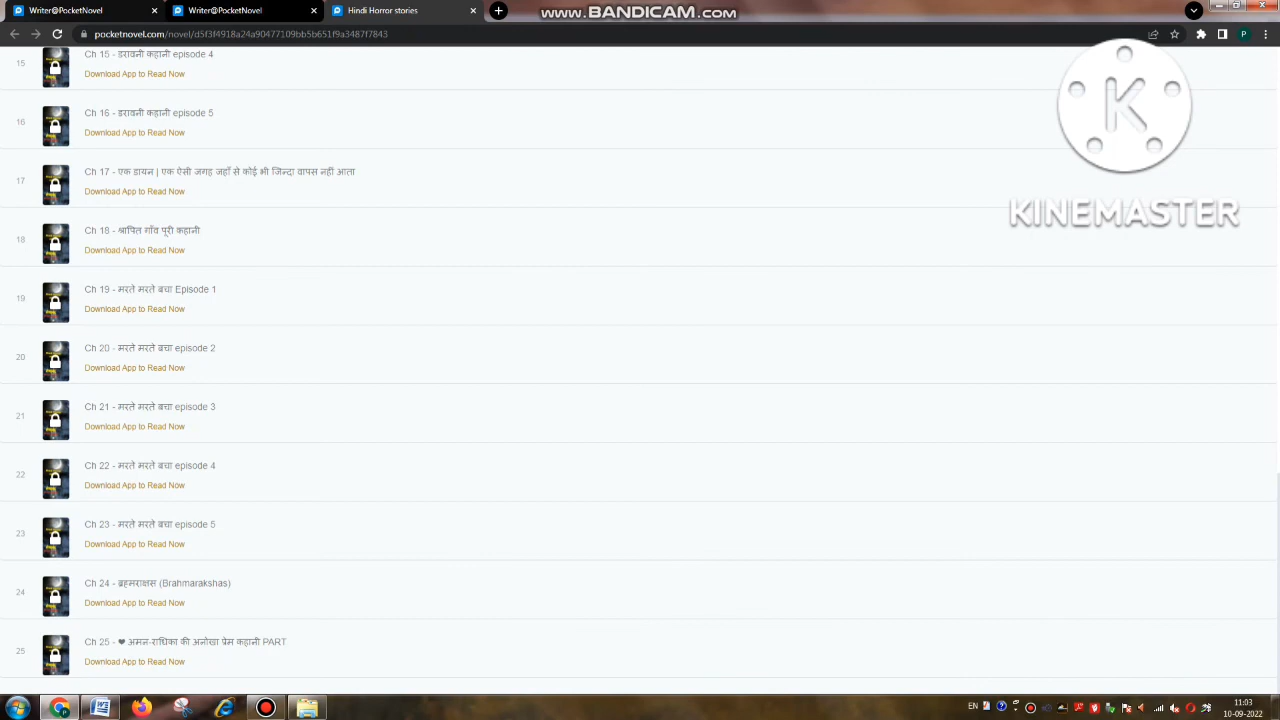 Writer@PocketNovel
Writer@PocketNovel
Hindi Horror stories
www.BANDICAM.com
pocketnovel.com/novel/d5f3f4918a24a90477109bb5b651f9a3487f7843
P
K
KINEMASTER
15
Ch 15 - डरावनी कहानी episode 4
Download App to Read Now
16
Ch 16 - डरावनी कहानी episode 5
Download App to Read Now
17
Ch 17 - एक डायन | एक ऐसी जगह जहाँ से कोई भी जिन्दा वापस नहीं आता
Download App to Read Now
18
Ch 18 - श्रापित गाँव पूरी कहानी
Download App to Read Now
19
Ch 19 - मरते मरते बचा Episode 1
Download App to Read Now
20
Ch 20 - मरते मरते बचा episode 2
Download App to Read Now
21
Ch 21 - मरते मरते बचा episode 3
Download App to Read Now
22
Ch 22 - मरते मरते बचा episode 4
Download App to Read Now
23
Ch 23 - मरते मरते बचा episode 5
Download App to Read Now
24
Ch 24 - ब्रह्मराक्षस (Brahmarakshas)
Download App to Read Now
25
Ch 25 - ❤ अमन-राधिका की अनोखा प्रेम कहानी PART
Download App to Read Now
EN
11:03
10-09-2022